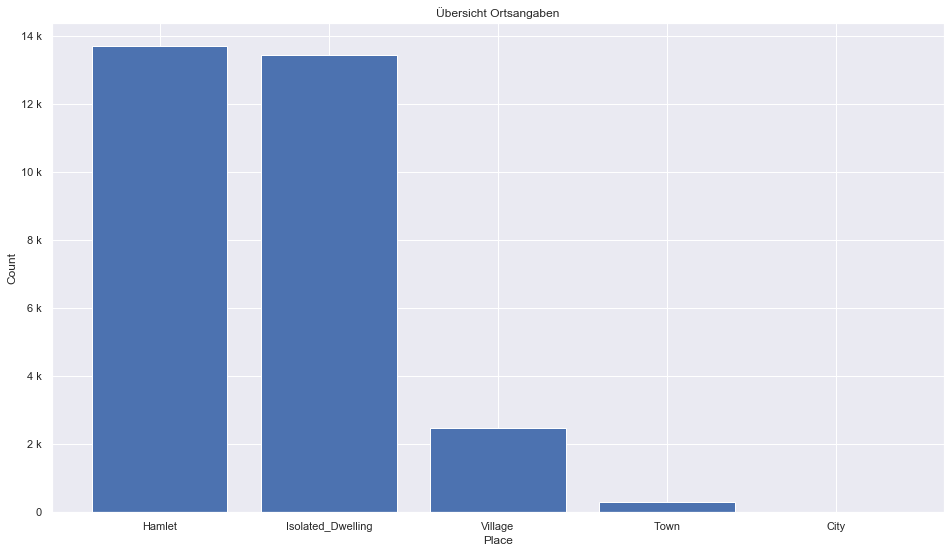 Übersicht Ortsangaben
14 k
12 k
10 k
8 k
6 k
4 k
2 k
0
Count
Hamlet Isolated_Dwelling Village Town City
Place